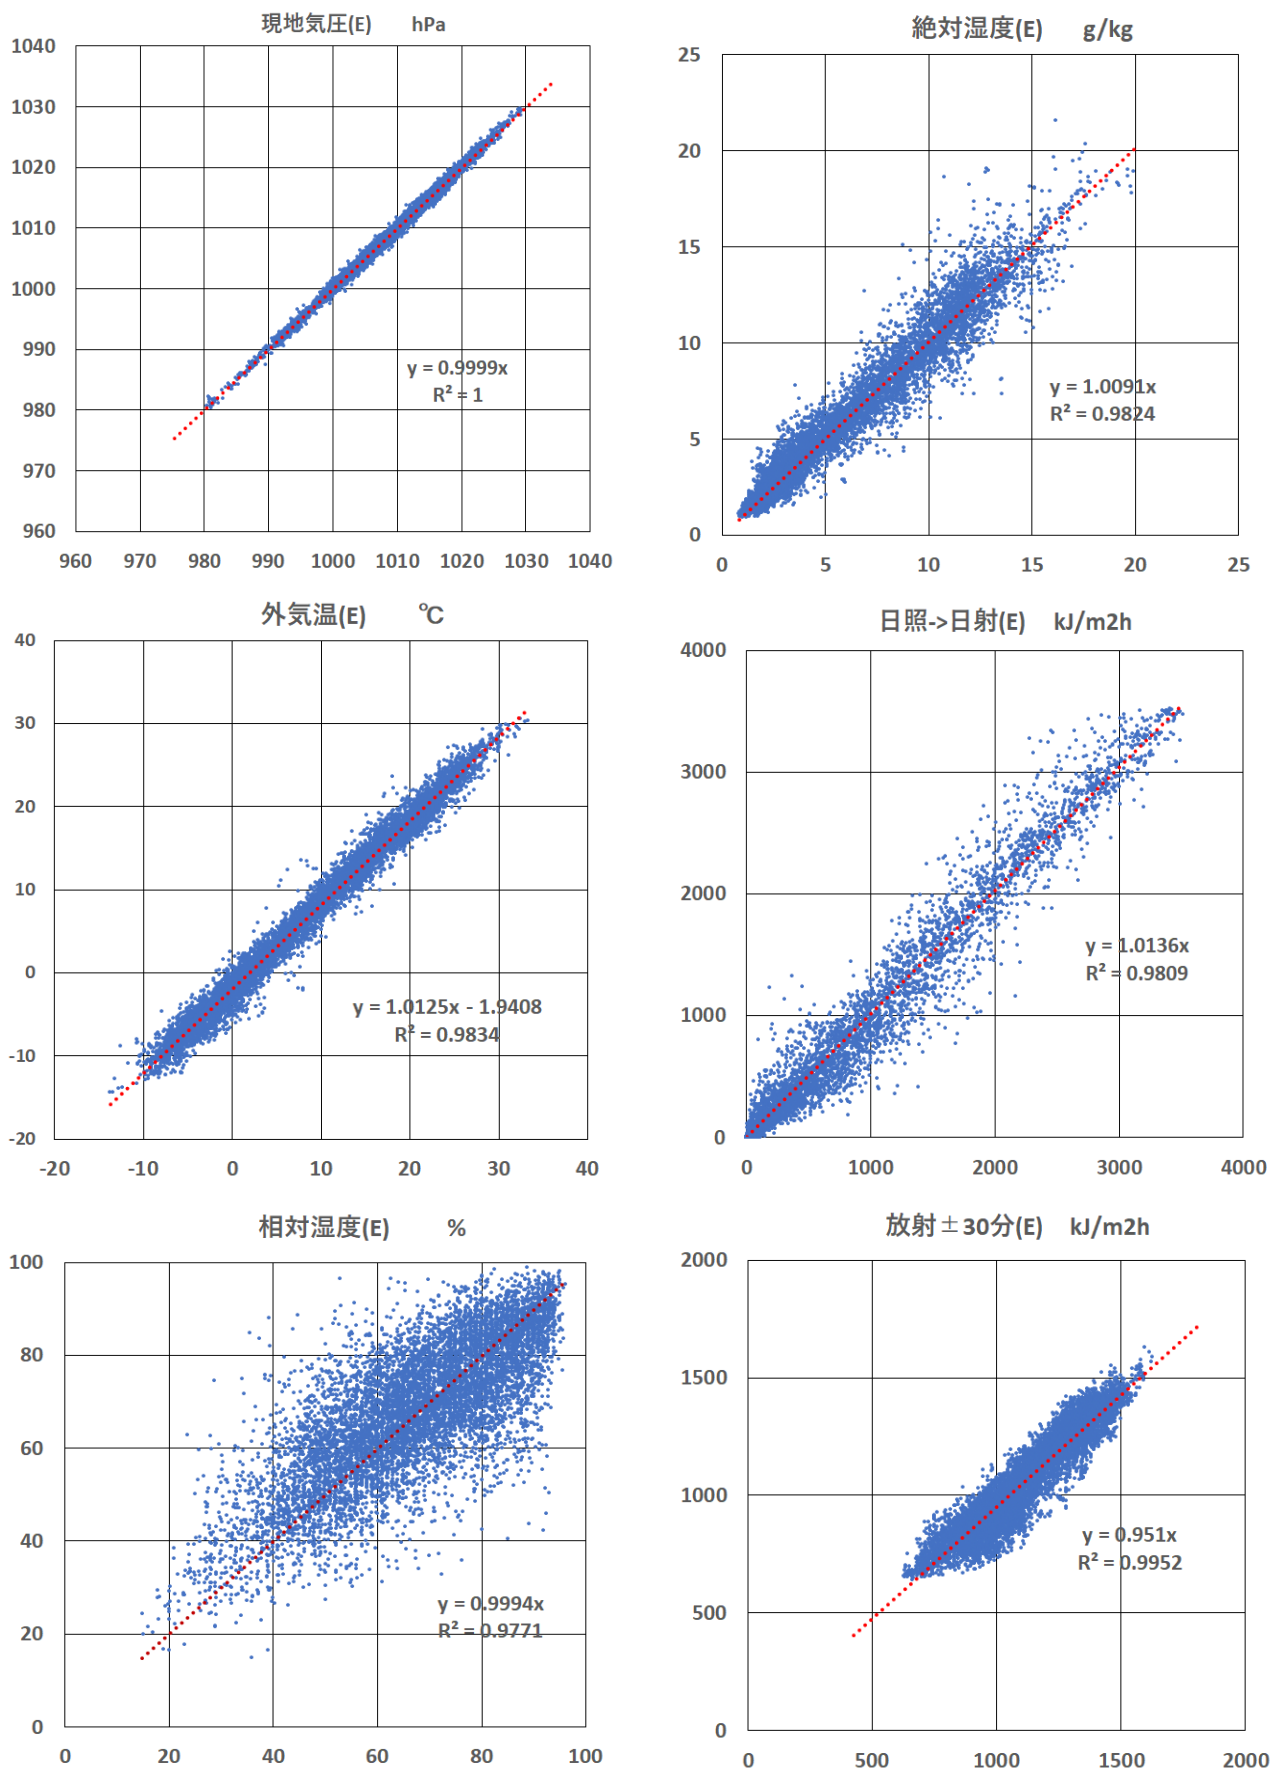 現地気圧(E) hPa
1040
1030
1020
1010
1000
990
980
970
960
y = 0.9999x
R² = 1
960 970 980 990 1000 1010 1020 1030 1040
絶対湿度(E) g/kg
25
20
15
10
5
0
y = 1.0091x
R² = 0.9824
0 5 10 15 20 25
外気温(E) ℃
40
30
20
10
0
-10
-20
y = 1.0125x - 1.9408
R² = 0.9834
-20 -10 0 10 20 30 40
日照->日射(E) kJ/m2h
4000
3000
2000
1000
0
y = 1.0136x
R² = 0.9809
0 1000 2000 3000 4000
相対湿度(E) %
100
80
60
40
20
0
y = 0.9994x
R² = 0.9771
0 20 40 60 80 100
放射±30分(E) kJ/m2h
2000
1500
1000
500
0
y = 0.951x
R² = 0.9952
0 500 1000 1500 2000